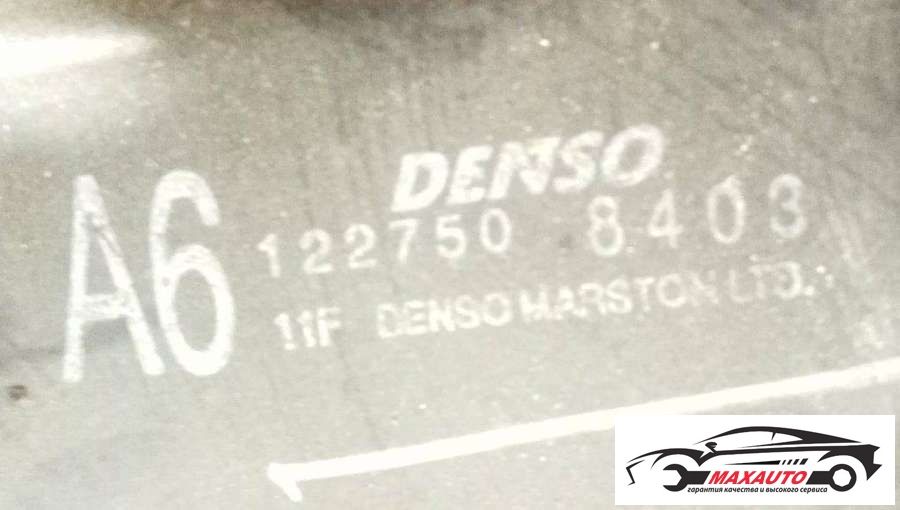 DENSO
A6
122750 8403
11F DENSO MARSTON LTD.
MAXAUTO
гарантия качества и высокого сервиса